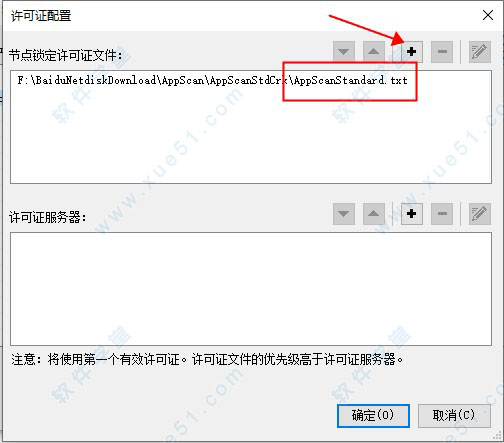 许可证配置
节点锁定许可证文件：
F:\BaiduNetdiskDownload\AppScan\AppScanStdCrk\AppScanStandard.txt
许可证服务器：
注意：将使用第一个有效许可证。许可证文件的优先级高于许可证服务器。
确定(O)
取消(C)
软件学堂
www.xue51.com